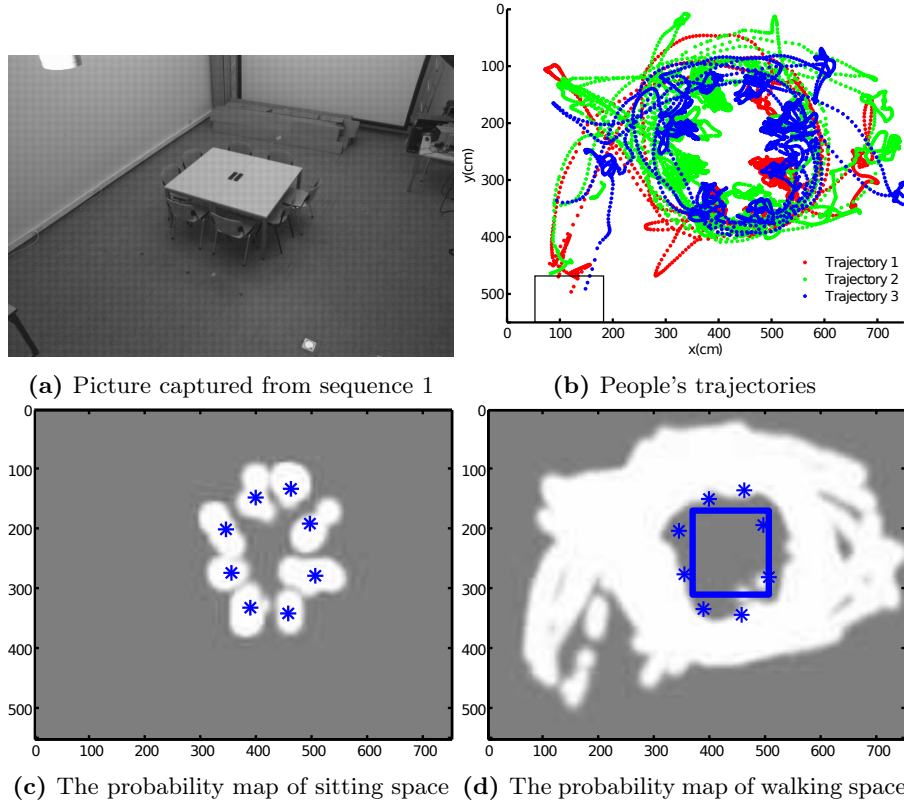 0
100
200
300
400
500
y(cm)
Trajectory 1
Trajectory 2
Trajectory 3
0 100 200 300 400 500 600 700
x(cm)
(a) Picture captured from sequence 1
(b) People's trajectories
0
100
200
300
400
500
0 100 200 300 400 500 600 700
0
100
200
300
400
500
0 100 200 300 400 500 600 700
(c) The probability map of sitting space
(d) The probability map of walking space